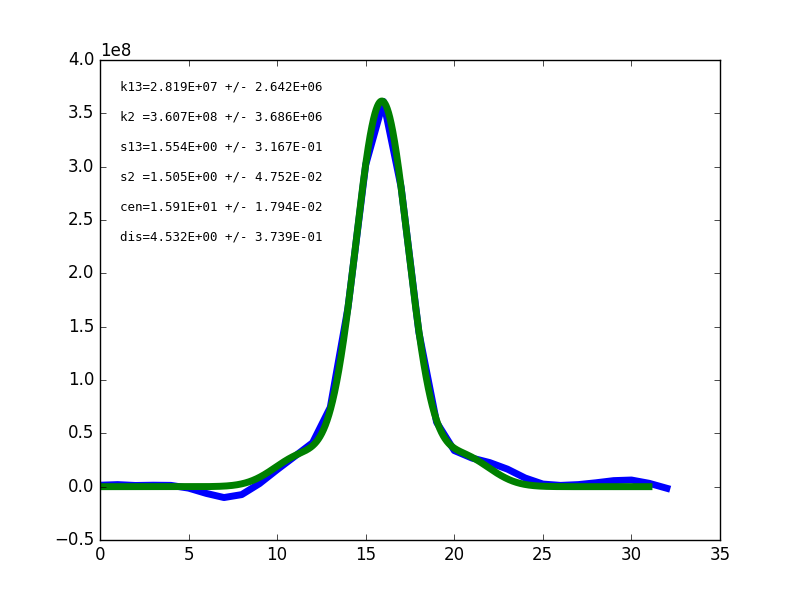 1e8
4.0
k13=2.819E+07 +/- 2.642E+06
k2 =3.607E+08 +/- 3.686E+06
3.5
s13=1.554E+00 +/- 3.167E-01
3.0
s2 =1.505E+00 +/- 4.752E-02
cen=1.591E+01 +/- 1.794E-02
2.5
dis=4.532E+00 +/- 3.739E-01
2.0
1.5
1.0
0.5
0.0
−0.5
0 5 10 15 20 25 30 35